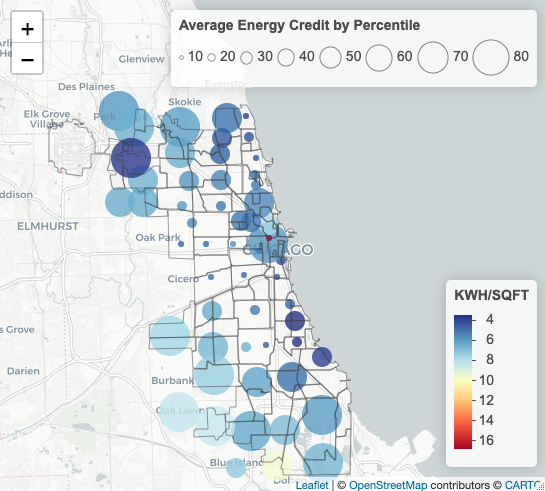 +
−
Average Energy Credit by Percentile
10 20 30 40 50 60 70 80
Glenview
Evanston
Des Plaines
Skokie
Elk Grove
Village
Park
ELMHURST
Oak Park
CHICAGO
Cicero
Darien
Burbank
Oak Lawn
Blue Island
KWH/SQFT
4
6
8
10
12
14
16
Leaflet | © OpenStreetMap contributors © CARTO